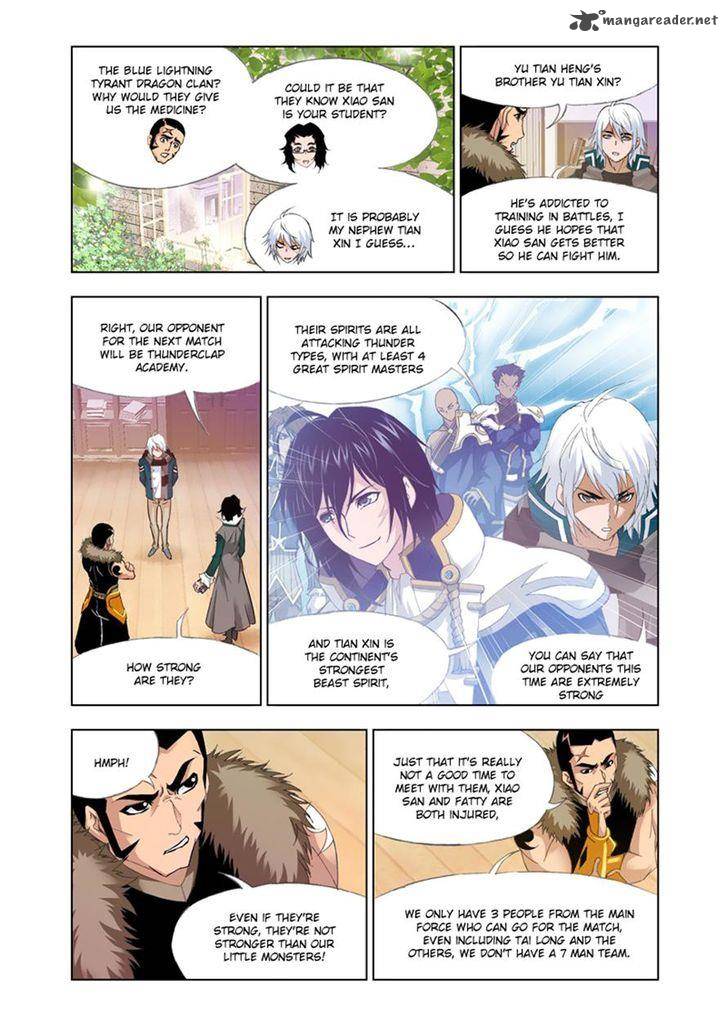 mangareader.net
THE BLUE LIGHTNING
TYRANT DRAGON CLAN?
WHY WOULD THEY GIVE
US THE MEDICINE?
COULD IT BE THAT
THEY KNOW XIAO SAN
IS YOUR STUDENT?
IT IS PROBABLY
MY NEPHEW TIAN
XIN I GUESS...
YU TIAN HENG'S
BROTHER YU TIAN XIN?
HE'S ADDICTED TO
TRAINING IN BATTLES, I
GUESS HE HOPES THAT
XIAO SAN GETS BETTER
SO HE CAN FIGHT HIM.
RIGHT, OUR OPPONENT
FOR THE NEXT MATCH
WILL BE THUNDERCLAP
ACADEMY.
HOW STRONG
ARE THEY?
THEIR SPIRITS ARE ALL
ATTACKING THUNDER
TYPES, WITH AT LEAST 4
GREAT SPIRIT MASTERS
AND TIAN XIN IS
THE CONTINENT'S
STRONGEST
BEAST SPIRIT,
YOU CAN SAY THAT
OUR OPPONENTS THIS
TIME ARE EXTREMELY
STRONG
HMPH!
EVEN IF THEY'RE
STRONG, THEY'RE NOT
STRONGER THAN OUR
LITTLE MONSTERS!
JUST THAT IT'S REALLY
NOT A GOOD TIME TO
MEET WITH THEM, XIAO
SAN AND FATTY ARE
BOTH INJURED,
WE ONLY HAVE 3 PEOPLE FROM THE MAIN
FORCE WHO CAN GO FOR THE MATCH,
EVEN INCLUDING TAI LONG AND THE
OTHERS, WE DON'T HAVE A 7 MAN TEAM.